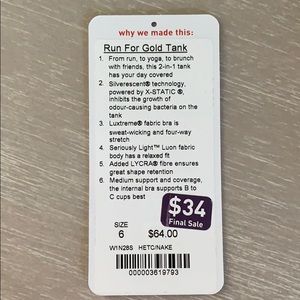 why we made this:
Run For Gold Tank
1. From run, to yoga, to brunch
with friends, this 2-in-1 tank
has your day covered
2. Silverescent® technology,
powered by X-STATIC ®,
inhibits the growth of
odour-causing bacteria on the
tank
3. Luxtreme® fabric bra is
sweat-wicking and four-way
stretch
4. Seriously Light™ Luon fabric
body has a relaxed fit
5. Added LYCRA® fibre ensures
great shape retention
6. Medium support and coverage,
the internal bra supports B to
C cups best
SIZE
6 $64.00
$34
Final Sale
W1N28S HETC/NAKE
000003619793